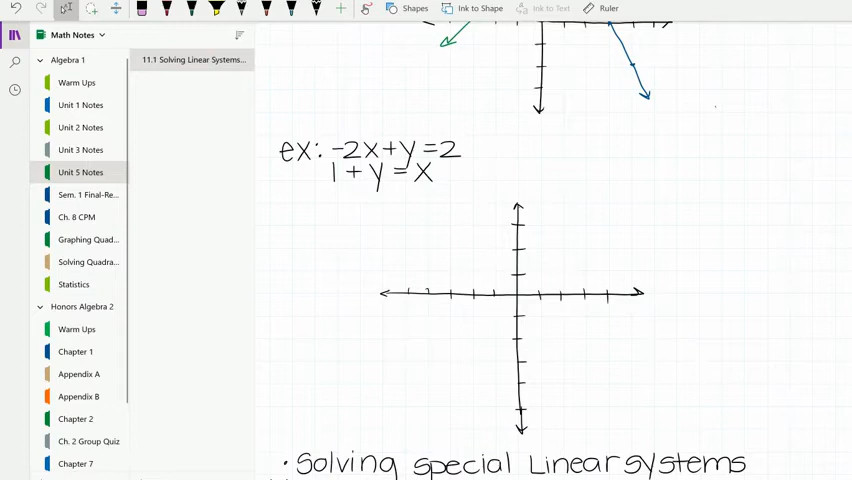 Shapes
Ink to Shape
Ink to Text
Ruler
Math Notes
Algebra 1
Warm Ups
Unit 1 Notes
Unit 2 Notes
Unit 3 Notes
Unit 5 Notes
Sem. 1 Final-Re...
Ch. 8 CPM
Graphing Quad...
Solving Quadra...
Statistics
Honors Algebra 2
Warm Ups
Chapter 1
Appendix A
Appendix B
Chapter 2
Ch. 2 Group Quiz
Chapter 7
11.1 Solving Linear Systems...
ex: -2x+y=2
1+y=x
·Solving special Linear systems